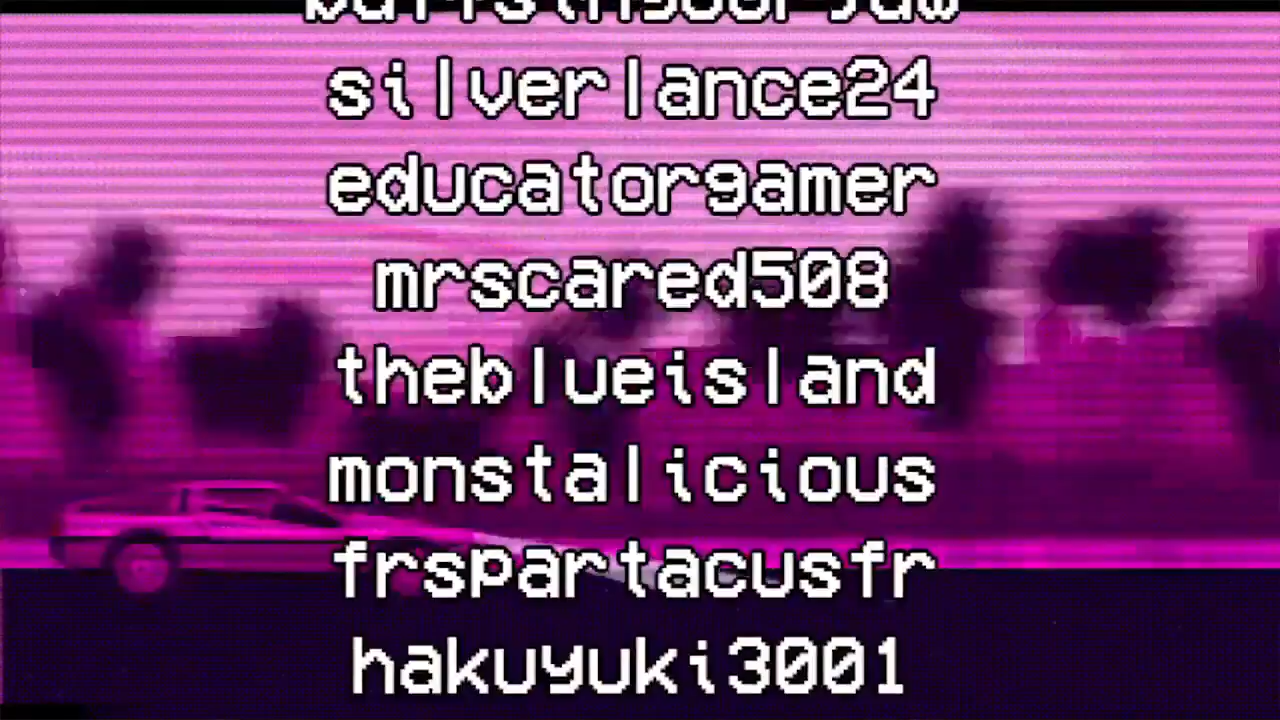 silverlance24
educatorgamer
mrscared508
theblueisland
monstalicious
frspartacusfr
hakuyuki3001